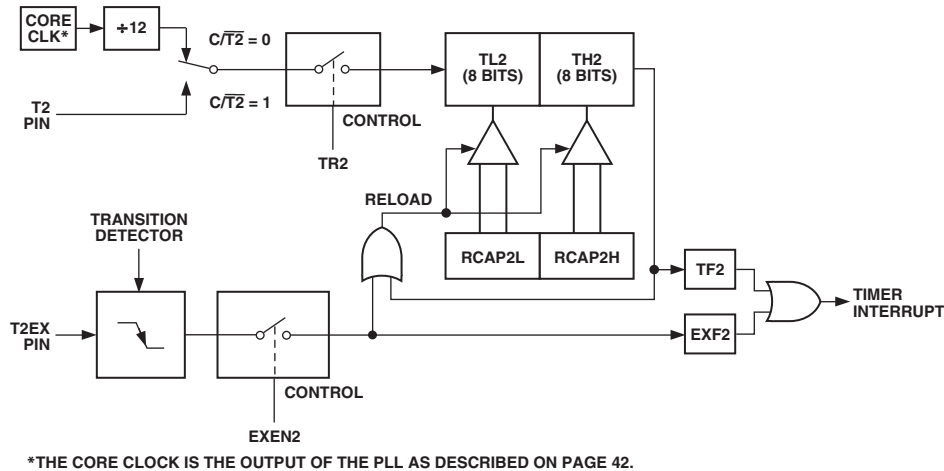 CORE
CLK*
÷12
C/T2 = 0
C/T2 = 1
T2
PIN
CONTROL
TR2
TL2
(8 BITS)
TH2
(8 BITS)
RELOAD
TRANSITION
DETECTOR
RCAP2L
RCAP2H
TF2
T2EX
PIN
EXF2
TIMER
INTERRUPT
CONTROL
EXEN2
*THE CORE CLOCK IS THE OUTPUT OF THE PLL AS DESCRIBED ON PAGE 42.